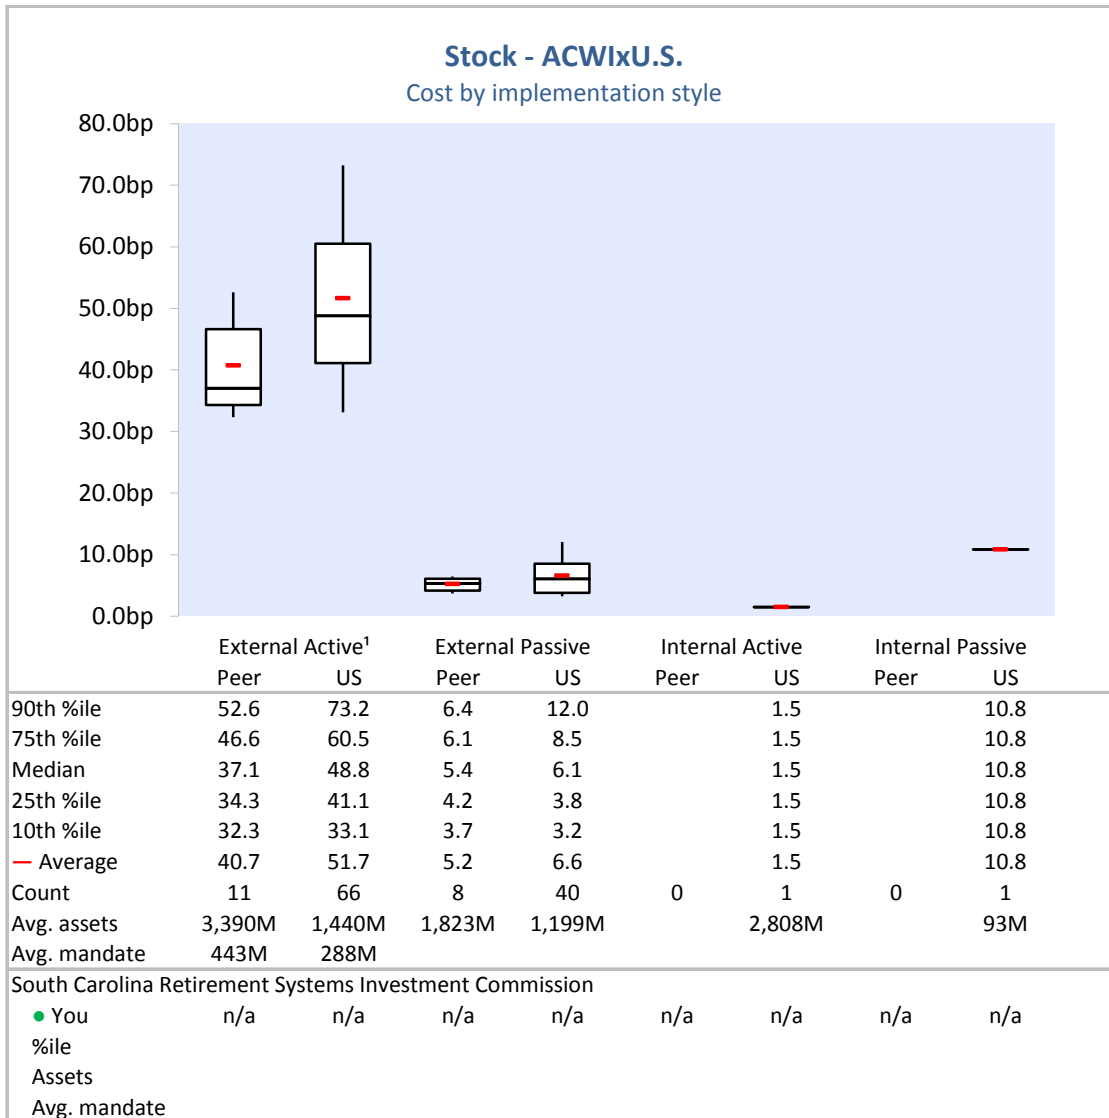 Stock - ACWIxU.S.
Cost by implementation style
80.0bp
70.0bp
60.0bp
50.0bp
40.0bp
30.0bp
20.0bp
10.0bp
0.0bp
External Active¹ External Passive Internal Active Internal Passive
Peer US Peer US Peer US Peer US
90th %ile 52.6 73.2 6.4 12.0 1.5 10.8
75th %ile 46.6 60.5 6.1 8.5 1.5 10.8
Median 37.1 48.8 5.4 6.1 1.5 10.8
25th %ile 34.3 41.1 4.2 3.8 1.5 10.8
10th %ile 32.3 33.1 3.7 3.2 1.5 10.8
— Average 40.7 51.7 5.2 6.6 1.5 10.8
Count 11 66 8 40 0 1 0 1
Avg. assets 3,390M 1,440M 1,823M 1,199M 2,808M 93M
Avg. mandate 443M 288M
South Carolina Retirement Systems Investment Commission
● You n/a n/a n/a n/a n/a n/a n/a n/a
%ile
Assets
Avg. mandate